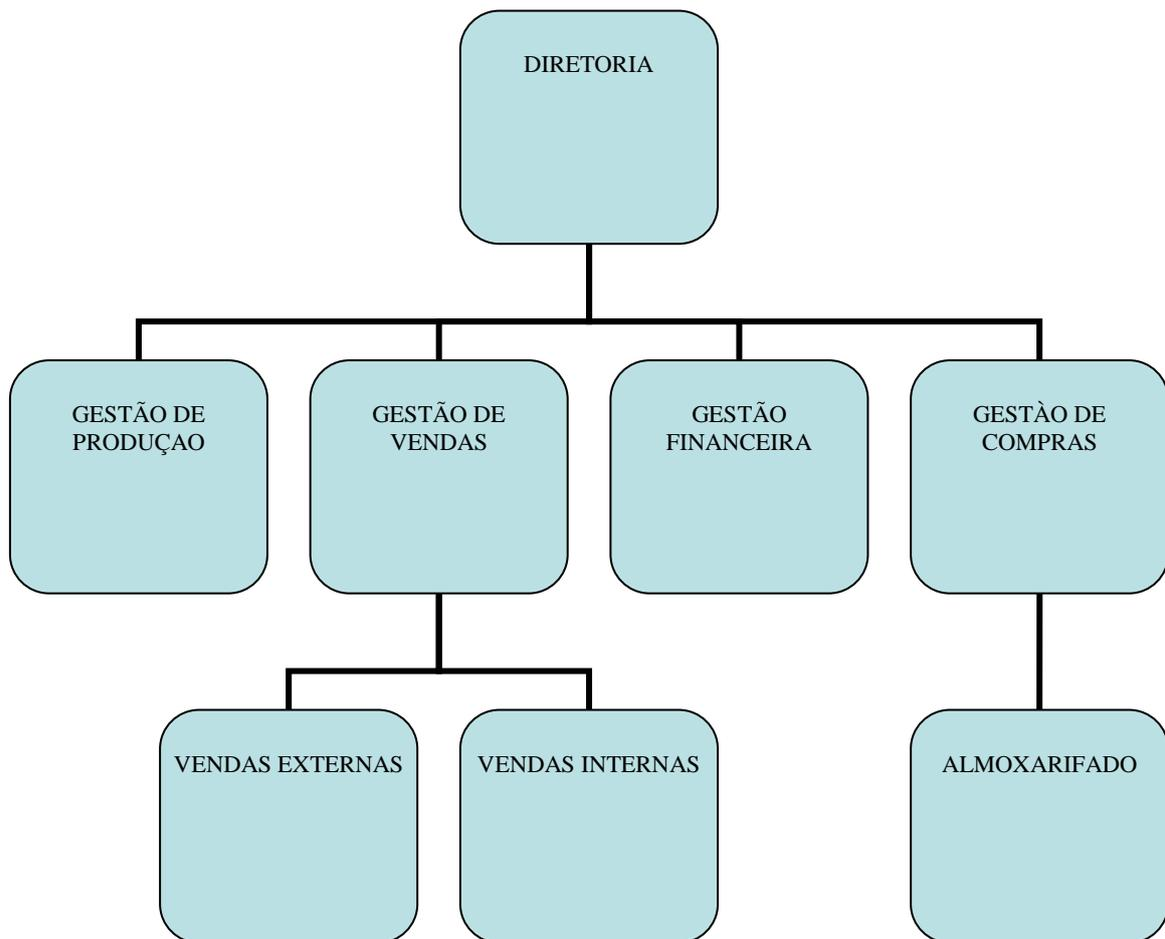 DIRETORIA
GESTÃO DE
PRODUÇAO
GESTÃO DE
VENDAS
GESTÃO
FINANCEIRA
GESTÀO DE
COMPRAS
VENDAS EXTERNAS
VENDAS INTERNAS
ALMOXARIFADO